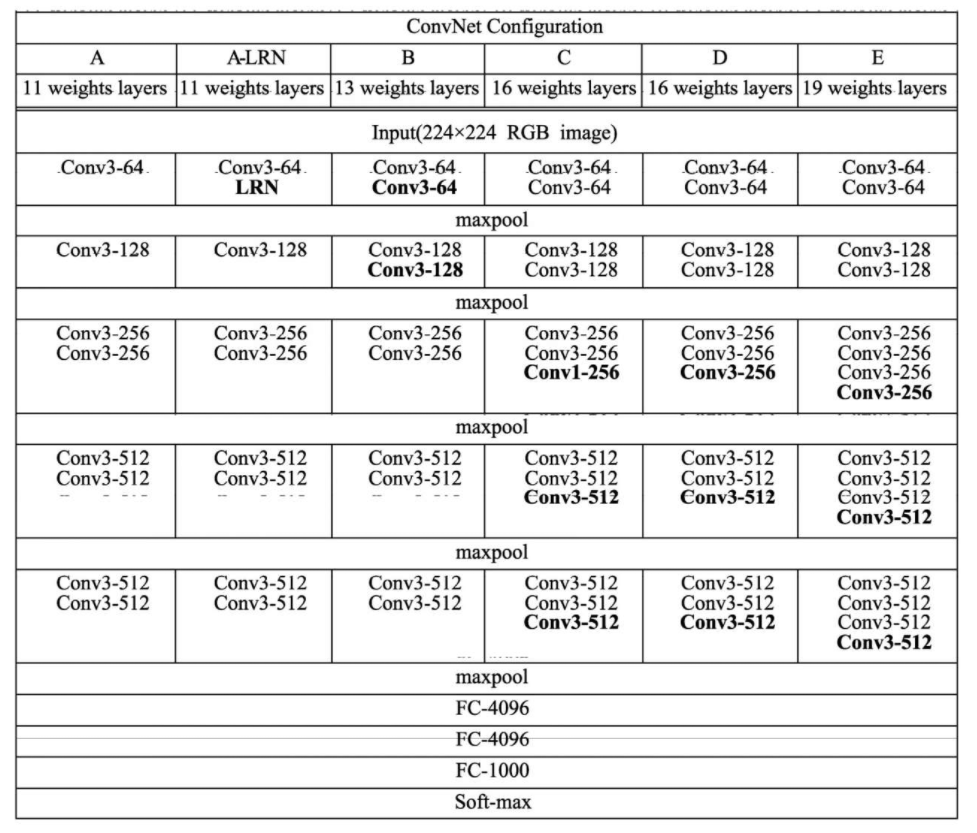 ConvNet Configuration
A A-LRN B C D E
11 weights layers 11 weights layers 13 weights layers 16 weights layers 16 weights layers 19 weights layers
Input(224×224 RGB image)
Conv3-64 Conv3-64 Conv3-64 Conv3-64 Conv3-64 Conv3-64
LRN Conv3-64 Conv3-64 Conv3-64 Conv3-64
maxpool
Conv3-128 Conv3-128 Conv3-128 Conv3-128 Conv3-128 Conv3-128
Conv3-128 Conv3-128 Conv3-128 Conv3-128
maxpool
Conv3-256 Conv3-256 Conv3-256 Conv3-256 Conv3-256 Conv3-256
Conv3-256 Conv3-256 Conv3-256 Conv3-256 Conv3-256 Conv3-256
Conv1-256 Conv3-256 Conv3-256
Conv3-256
maxpool
Conv3-512 Conv3-512 Conv3-512 Conv3-512 Conv3-512 Conv3-512
Conv3-512 Conv3-512 Conv3-512 Conv3-512 Conv3-512 Conv3-512
Conv3-512 Conv3-512 Conv3-512
Conv3-512
maxpool
Conv3-512 Conv3-512 Conv3-512 Conv3-512 Conv3-512 Conv3-512
Conv3-512 Conv3-512 Conv3-512 Conv3-512 Conv3-512 Conv3-512
Conv3-512 Conv3-512 Conv3-512
Conv3-512
maxpool
FC-4096
FC-4096
FC-1000
Soft-max